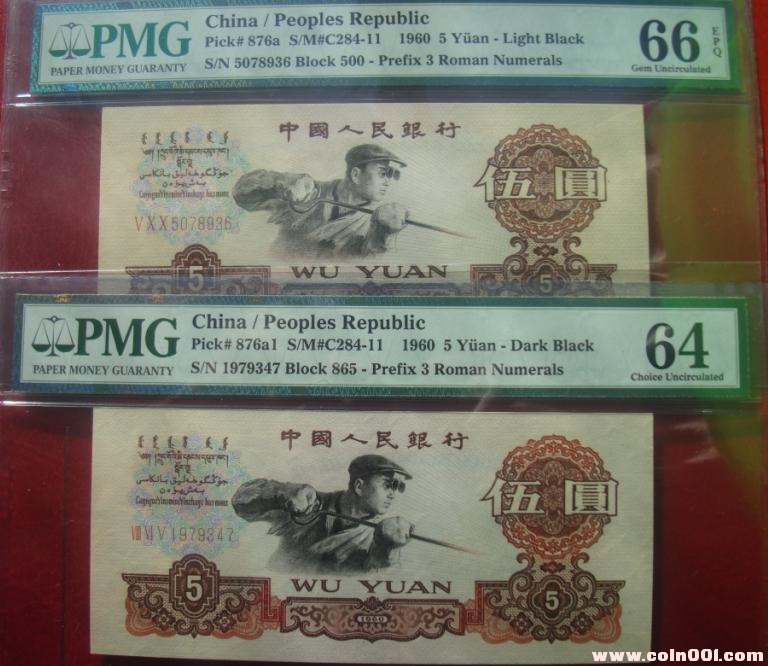 PMG
PAPER MONEY GUARANTY
China / Peoples Republic
Pick# 876a S/M#C284-11 1960 5 Yüan - Light Black
S/N 5078936 Block 500 - Prefix 3 Roman Numerals
66 EPQ
Gem Uncirculated
中國人民銀行
伍圓
VXX5078936
5
WU YUAN
5
PMG
PAPER MONEY GUARANTY
China / Peoples Republic
Pick# 876a1 S/M#C284-11 1960 5 Yüan - Dark Black
S/N 1979347 Block 865 - Prefix 3 Roman Numerals
64
Choice Uncirculated
中國人民銀行
伍圓
VIII VI V 1979347
5
WU YUAN
1960
5
www.coin001.com